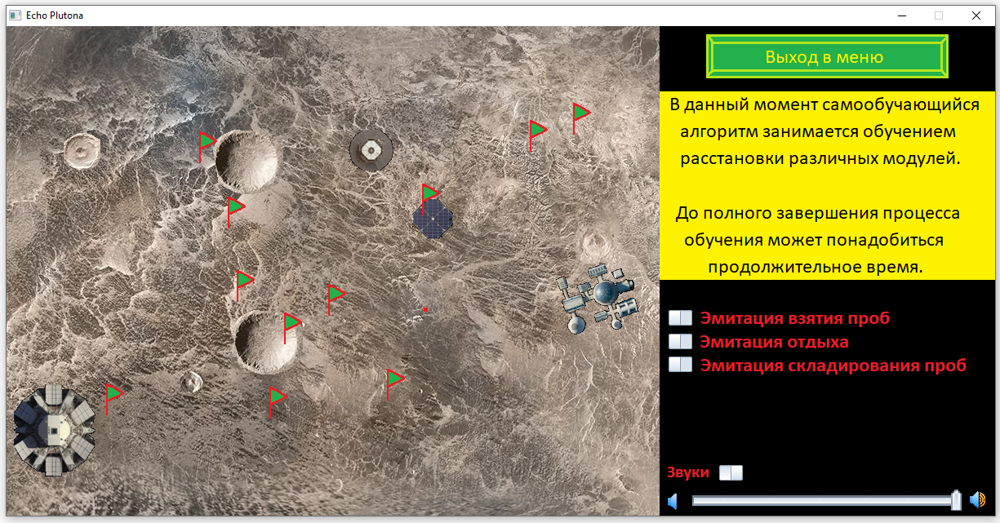 Echo Plutona
Выход в меню
В данный момент самообучающийся
алгоритм занимается обучением
расстановки различных модулей.
До полного завершения процесса
обучения может понадобиться
продолжительное время.
Эмитация взятия проб
Эмитация отдыха
Эмитация складирования проб
Звуки